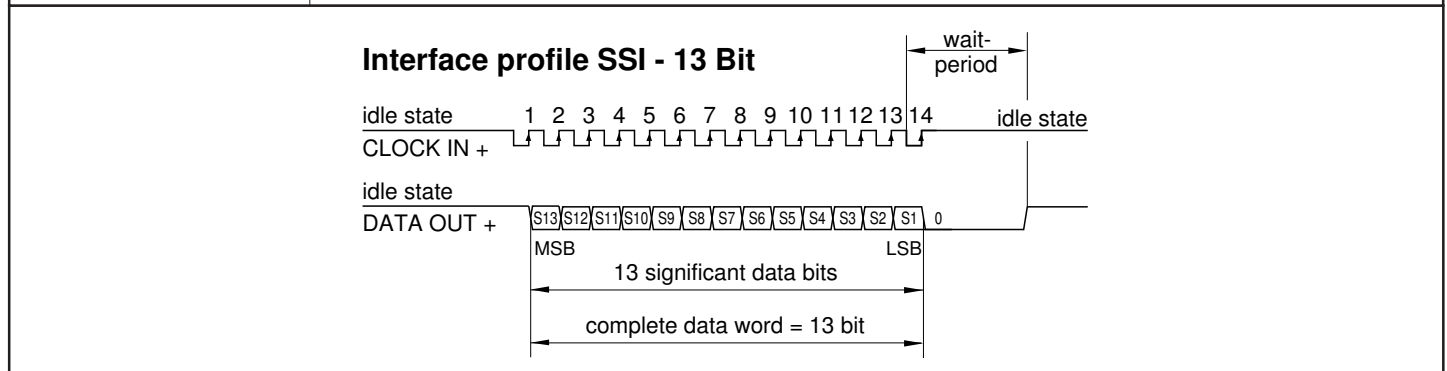 wait-
period
Interface profile SSI - 13 Bit
idle state 1 2 3 4 5 6 7 8 9 10 11 12 13 14 idle state
CLOCK IN +
idle state
DATA OUT + S13 S12 S11 S10 S9 S8 S7 S6 S5 S4 S3 S2 S1 0
MSB LSB
13 significant data bits
complete data word = 13 bit